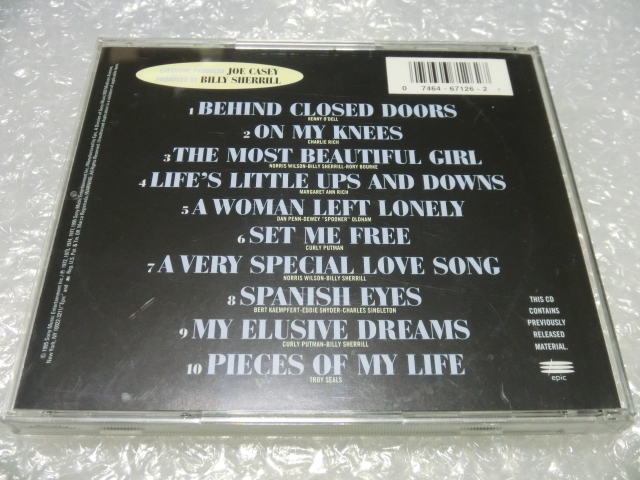 JOE CASEY
PRODUCED BY BILLY SHERRILL
0 7464-67126-2 7
1 BEHIND CLOSED DOORS
KENNY O'DELL
2 ON MY KNEES
CHARLIE RICH
3 THE MOST BEAUTIFUL GIRL
NORRIS WILSON-BILLY SHERRILL-RORY BOURKE
4 LIFE'S LITTLE UPS AND DOWNS
MARGARET ANN RICH
5 A WOMAN LEFT LONELY
DAN PENN-DEWEY "SPOONER" OLDHAM
6 SET ME FREE
CURLY PUTMAN
7 A VERY SPECIAL LOVE SONG
NORRIS WILSON-BILLY SHERRILL
8 SPANISH EYES
BERT KAEMPFERT-EDDIE SNYDER-CHARLES SINGLETON
9 MY ELUSIVE DREAMS
CURLY PUTMAN-BILLY SHERRILL
10 PIECES OF MY LIFE
TROY SEALS
THIS CD
CONTAINS
PREVIOUSLY
RELEASED
MATERIAL.
epic